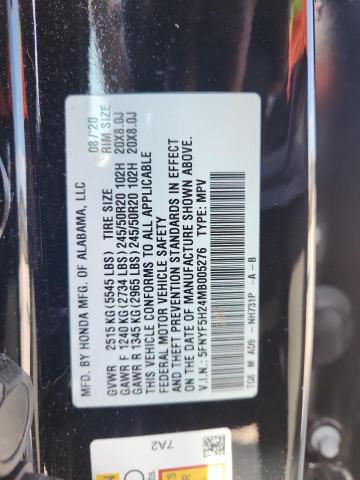 MFD. BY HONDA MFG. OF ALABAMA, LLC 08/'20
TIRE SIZE RIM SIZE
GVWR 2515 KG(5545 LBS)
GAWR F 1240 KG(2734 LBS) 245/50R20 102H 20X8.0J
GAWR R 1345 KG(2965 LBS) 245/50R20 102H 20X8.0J
THIS VEHICLE CONFORMS TO ALL APPLICABLE
FEDERAL MOTOR VEHICLE SAFETY
AND THEFT PREVENTION STANDARDS IN EFFECT
ON THE DATE OF MANUFACTURE SHOWN ABOVE.
V.I.N.: 5FNYF5H24MB005276 TYPE: MPV
TG8 M A09 - NH731P -A - B
7A2